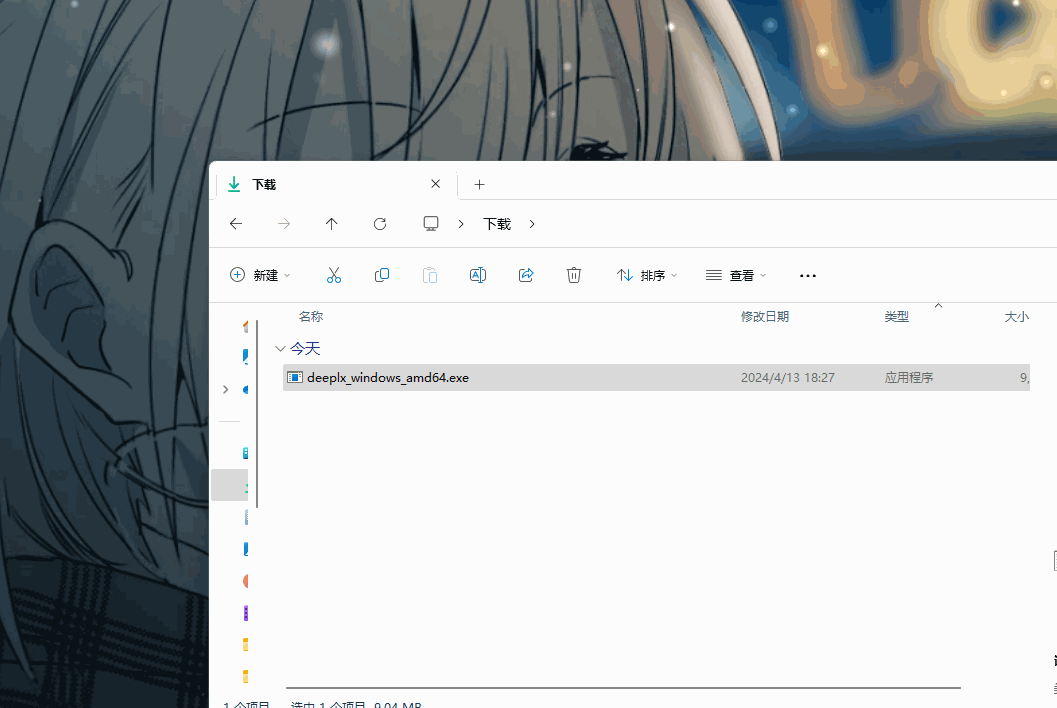 下载
下载
新建
排序
查看
名称 修改日期 类型 大小
今天
deeplx_windows_amd64.exe 2024/4/13 18:27 应用程序 9,
1 个项目 选中 1 个项目 9.04 MB